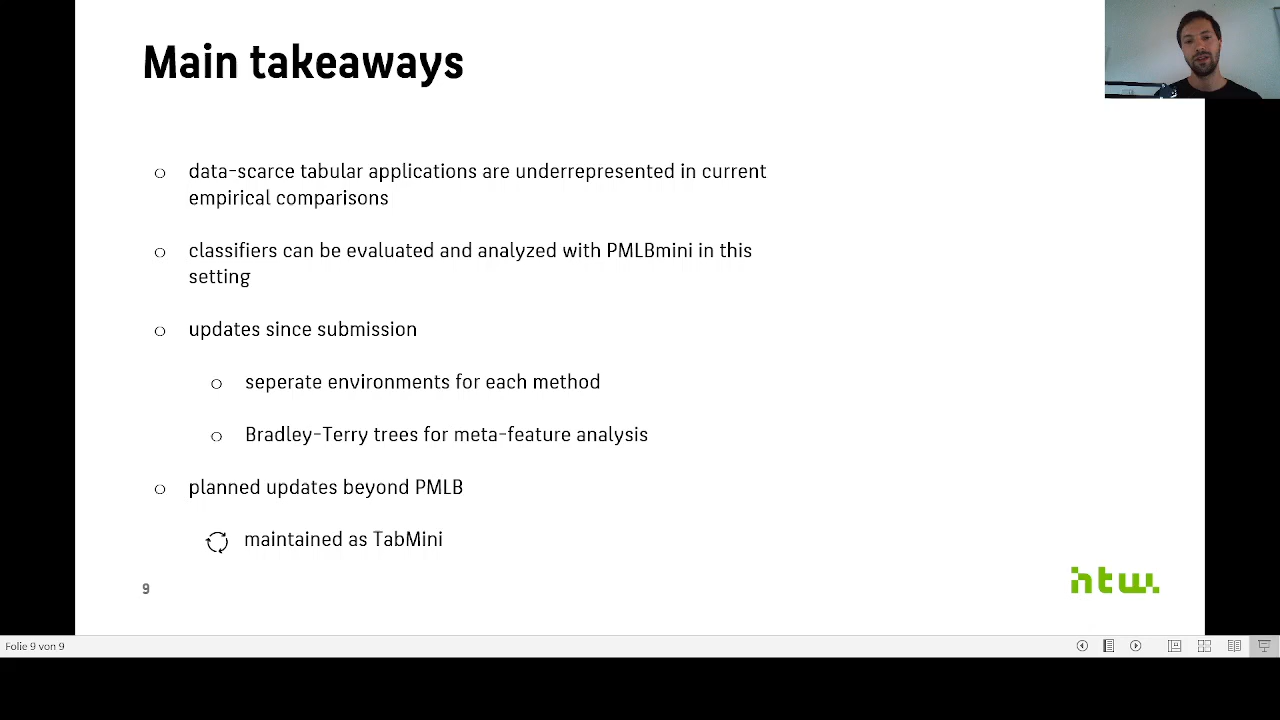 Main takeaways
data-scarce tabular applications are underrepresented in current
empirical comparisons
classifiers can be evaluated and analyzed with PMLBmini in this
setting
updates since submission
seperate environments for each method
Bradley-Terry trees for meta-feature analysis
planned updates beyond PMLB
maintained as TabMini
9
htw.
Folie 9 von 9